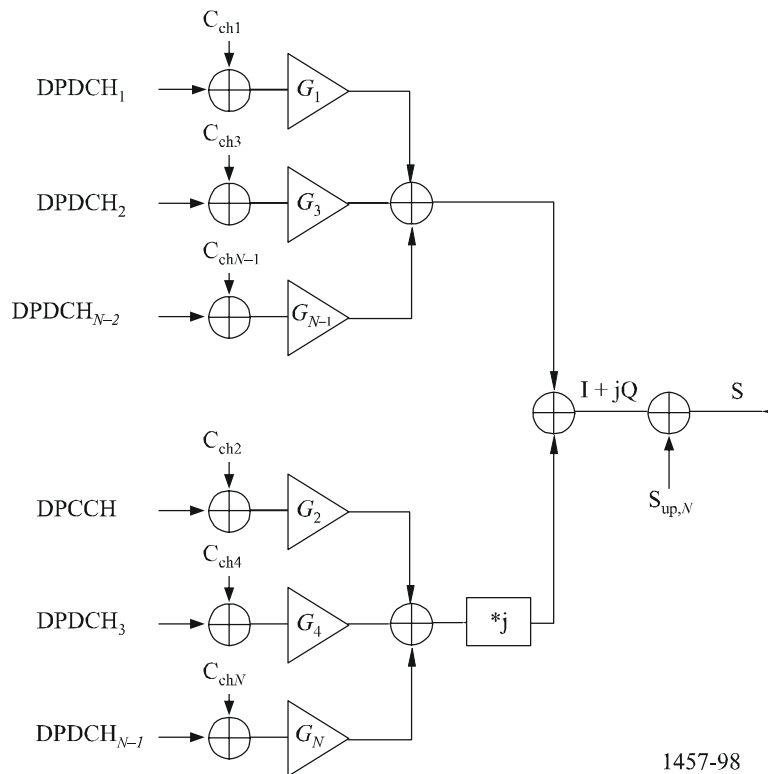 C_ch1
DPDCH_1 G_1
C_ch3
DPDCH_2 G_3
C_chN–1
DPDCH_N–2 G_N–1
I + jQ S
S_up,N
C_ch2
DPCCH G_2
C_ch4
DPDCH_3 G_4 *j
C_chN
DPDCH_N–1 G_N
1457-98